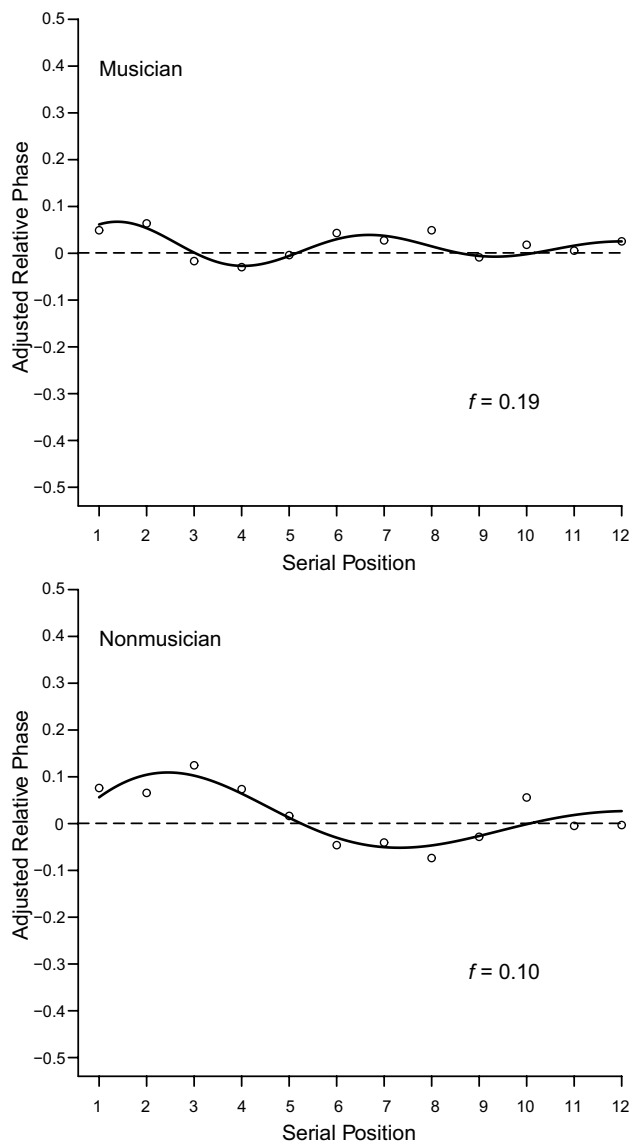 0.5
0.4
0.3
0.2
0.1
0
−0.1
−0.2
−0.3
−0.4
−0.5
Adjusted Relative Phase
Musician
f = 0.19
1 2 3 4 5 6 7 8 9 10 11 12
Serial Position
0.5
0.4
0.3
0.2
0.1
0
−0.1
−0.2
−0.3
−0.4
−0.5
Adjusted Relative Phase
Nonmusician
f = 0.10
1 2 3 4 5 6 7 8 9 10 11 12
Serial Position